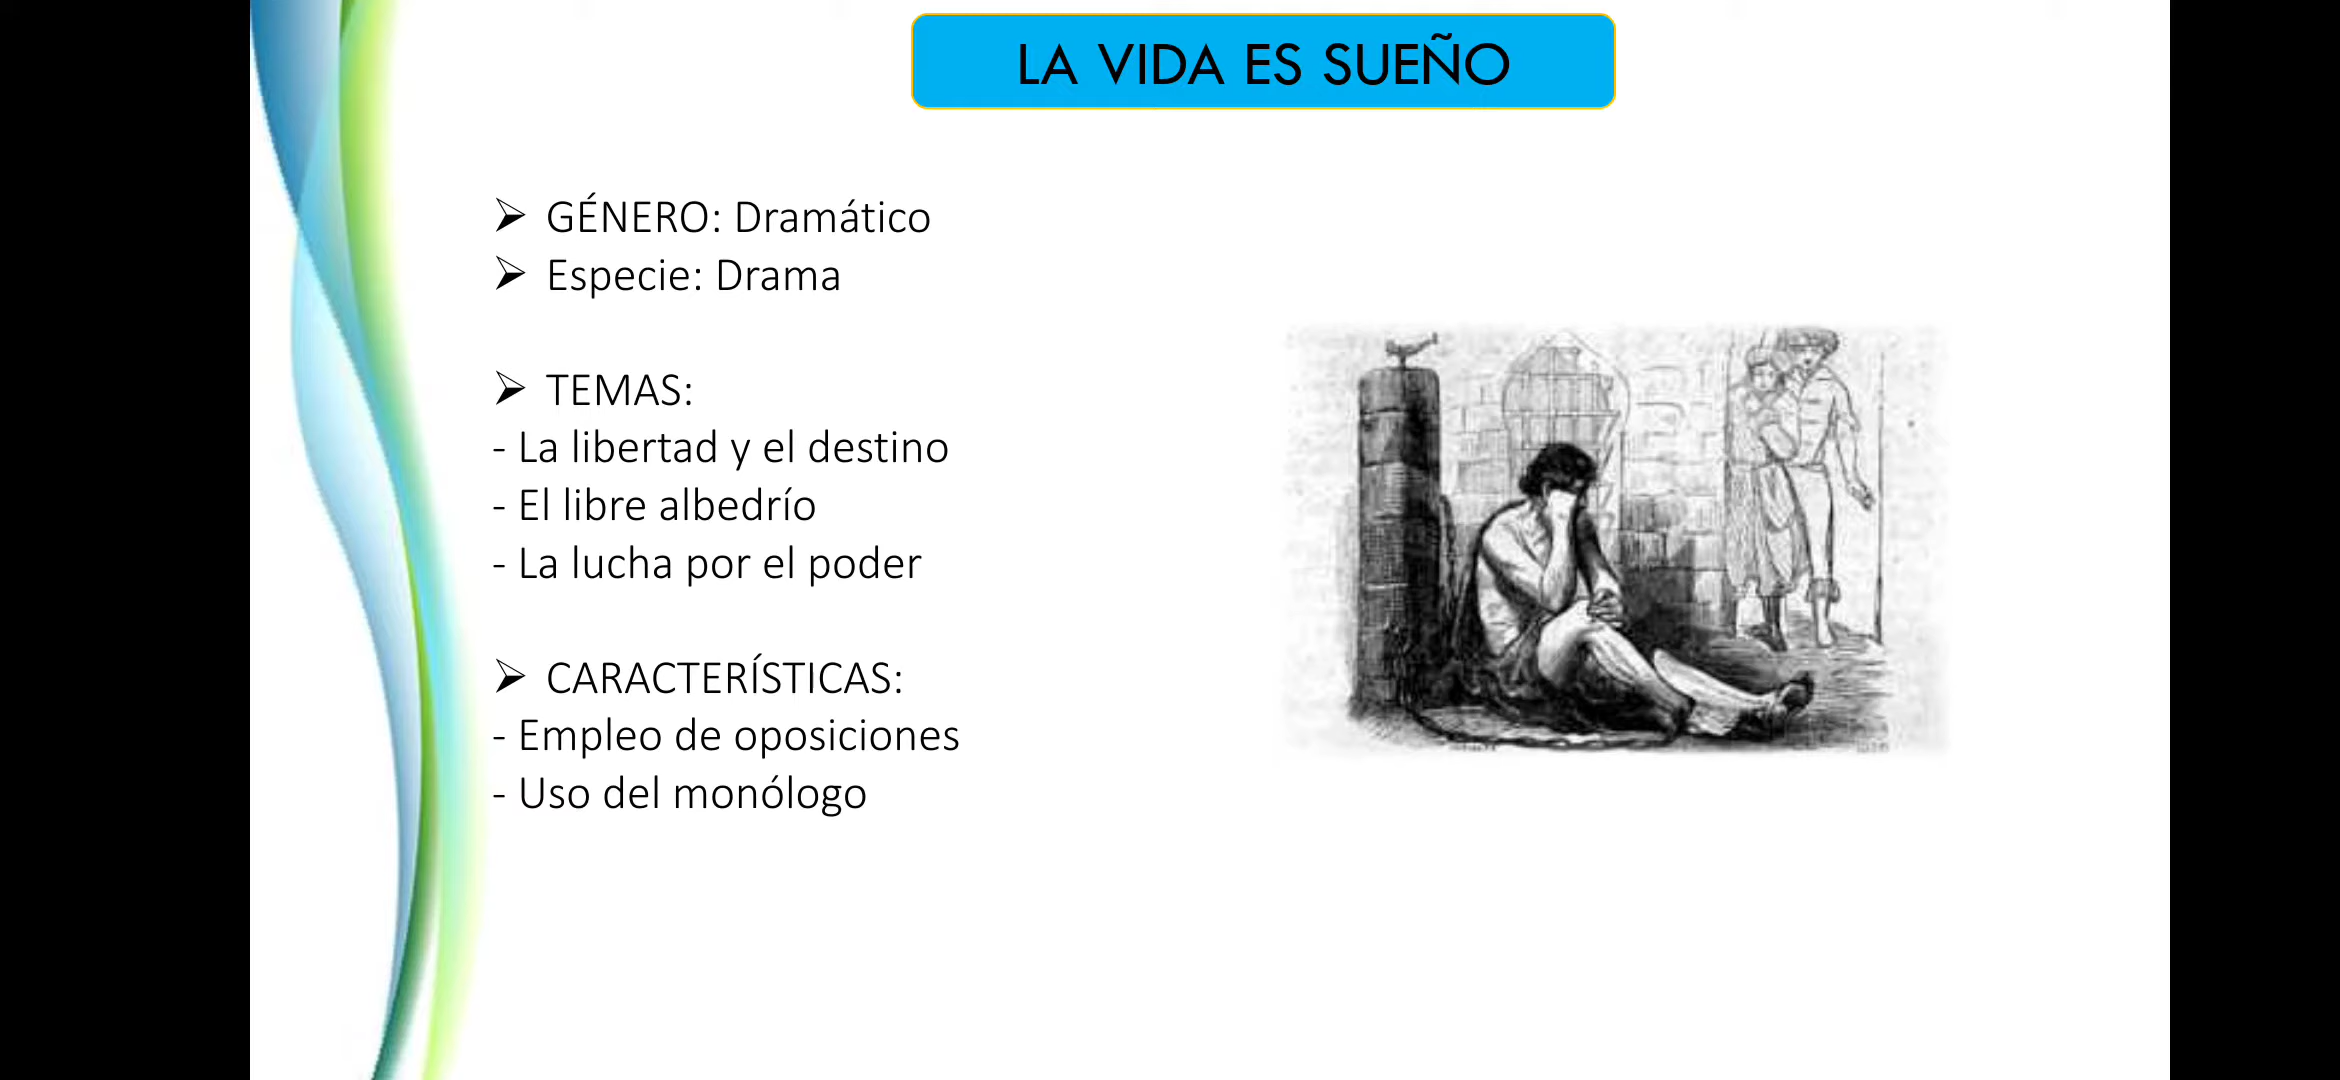 LA VIDA ES SUEÑO
➢ GÉNERO: Dramático
➢ Especie: Drama
➢ TEMAS:
- La libertad y el destino
- El libre albedrío
- La lucha por el poder
➢ CARACTERÍSTICAS:
- Empleo de oposiciones
- Uso del monólogo